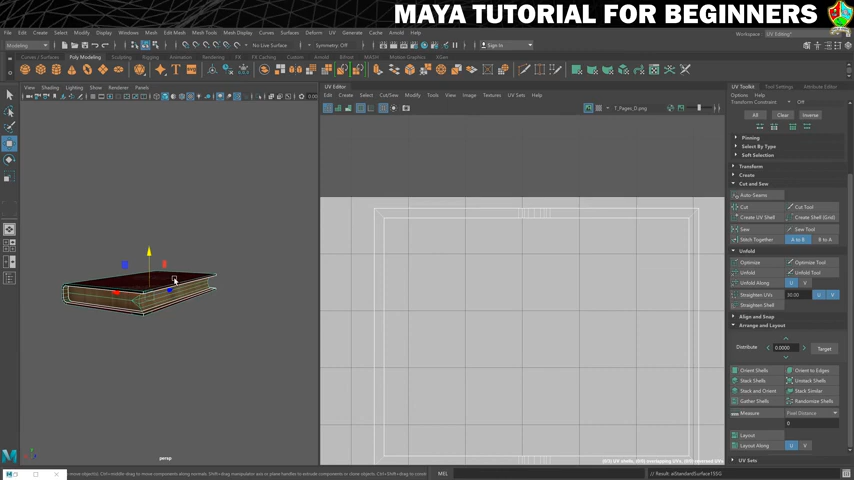 MAYA TUTORIAL FOR BEGINNERS
File Edit Create Select Modify Display Windows Mesh Edit Mesh Mesh Tools Mesh Display Curves Surfaces Deform UV Generate Cache Arnold Help
Workspace UV Editing*
Modeling
No Live Surface
Symmetry: Off
Sign In
Poly Modeling
Sculpting
UV Editing
Rigging
Animation
Rendering
FX
FX Caching
Arnold
Bifrost
MASH
Motion Graphics
XGen
View Shading Lighting Show Renderer Panels
UV Editor
Edit Create Select Cut/Sew Modify Tools View Image Textures UV Sets Help
T_Pages_D.png
UV Toolkit Tool Settings Attribute Editor
Options Help
Transform Constraint Off
All Clear Inverse
Pinning
Select By Type
Soft Selection
Transform
Create
Cut and Sew
Auto-Seams
Cut Cut Tool
Create UV Shell Create Shell (Grid)
Sew Sew Tool
Stitch Together A to B B to A
Unfold
Optimize Optimize Tool
Unfold Unfold Tool
Unfold Along U V
Straighten UVs 30.00 U V
Straighten Shell
Align and Snap
Arrange and Layout
Distribute 0.0000 Target
Orient Shells Orient to Edges
Stack Shells Unstack Shells
Stack and Orient Stack Similar
Gather Shells Randomize Shells
Measure Pixel Distance
0
Layout
Layout Along U V
UV Sets
persp
MEL
// Result: aiStandardSurface15SG